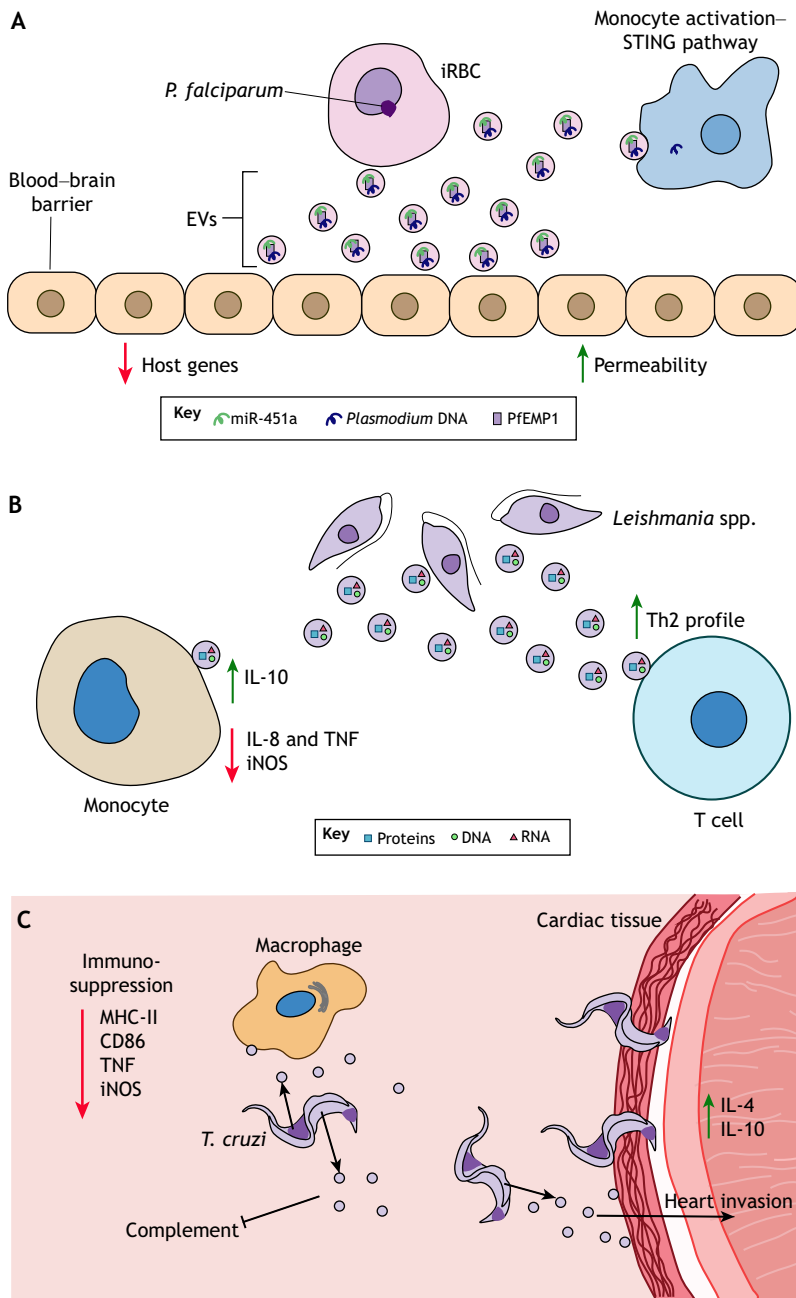 A
Monocyte activation–
STING pathway
iRBC
P. falciparum
Blood–brain
barrier
EVs
Host genes
Permeability
Key miR-451a Plasmodium DNA PfEMP1
B
Leishmania spp.
Th2 profile
IL-10
IL-8 and TNF
iNOS
Monocyte
T cell
Key Proteins DNA RNA
C
Cardiac tissue
Macrophage
Immuno-
suppression
MHC-II
CD86
TNF
iNOS
IL-4
IL-10
T. cruzi
Heart invasion
Complement